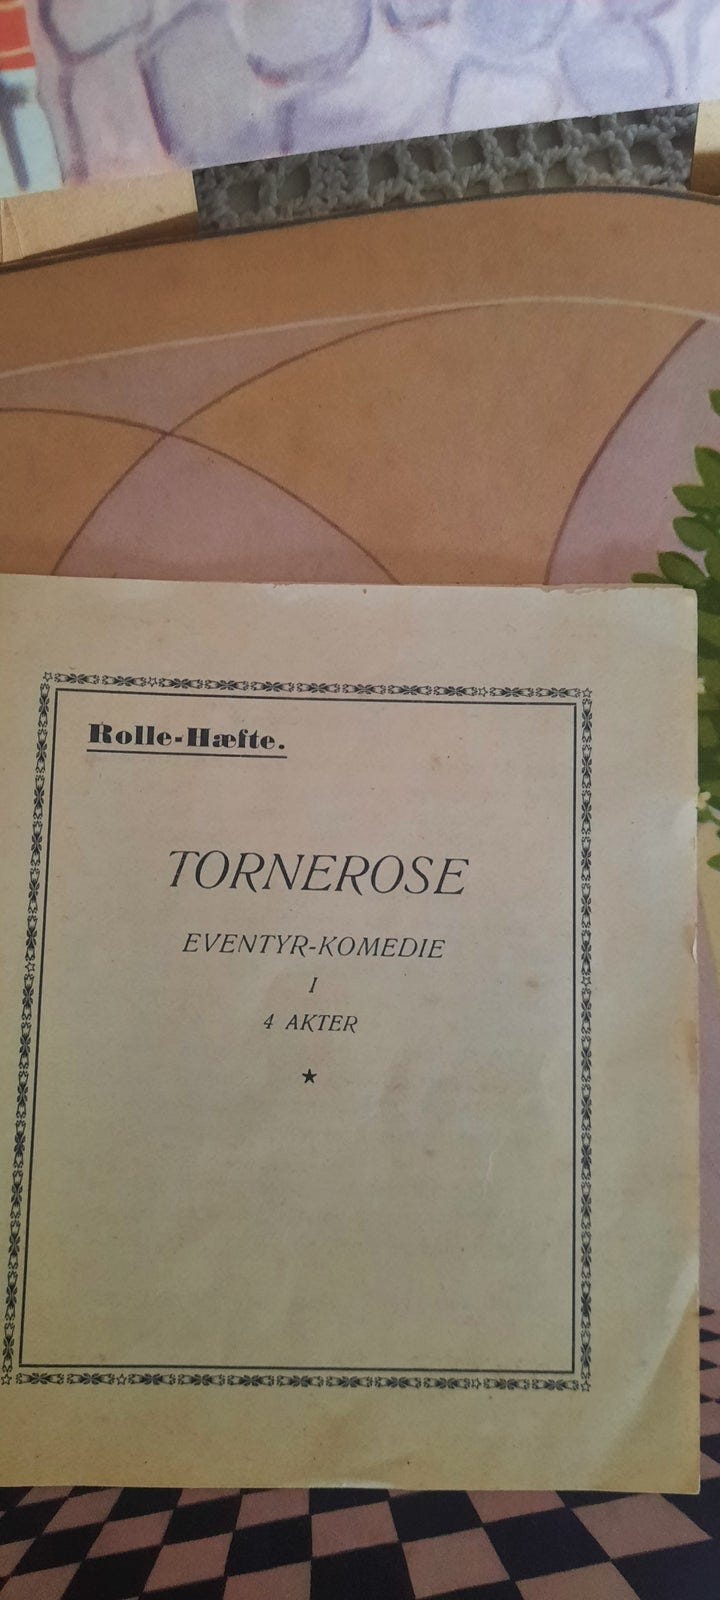 Rolle-Hæfte.
TORNEROSE
EVENTYR-KOMEDIE
I
4 AKTER